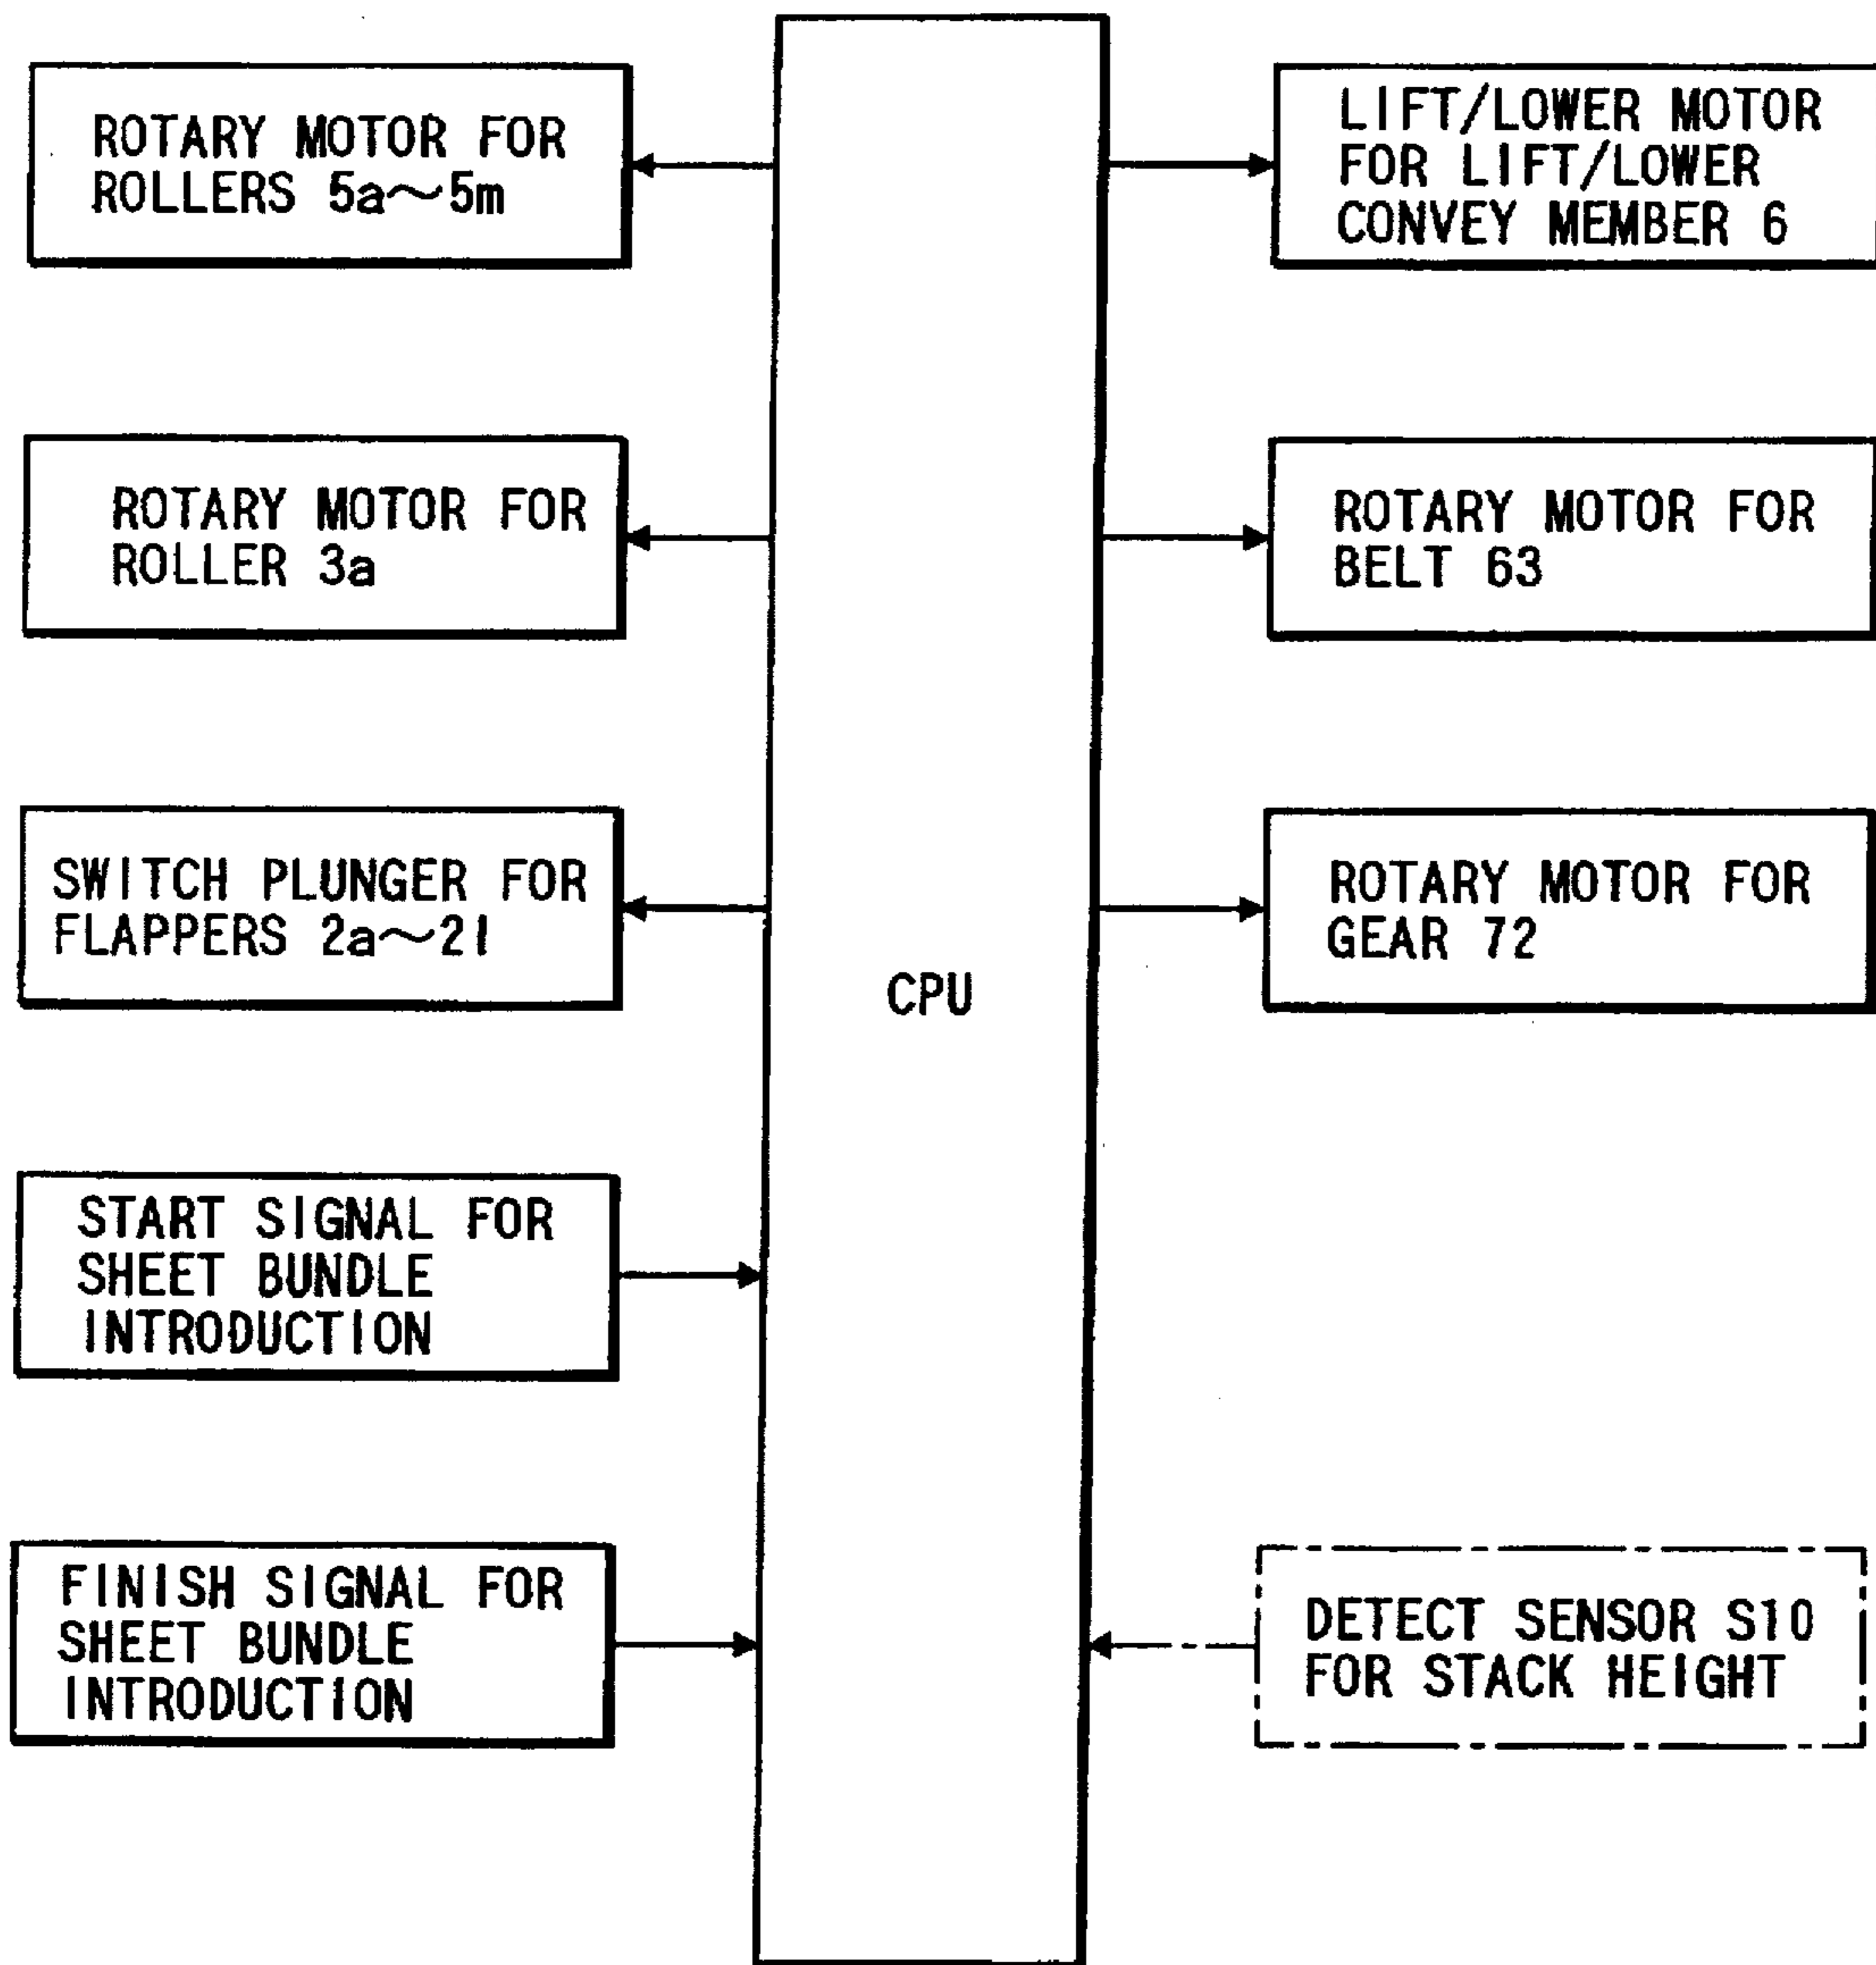 ROTARY MOTOR FOR
ROLLERS 5a～5m
ROTARY MOTOR FOR
ROLLER 3a
SWITCH PLUNGER FOR
FLAPPERS 2a～2l
START SIGNAL FOR
SHEET BUNDLE
INTRODUCTION
FINISH SIGNAL FOR
SHEET BUNDLE
INTRODUCTION
CPU
LIFT/LOWER MOTOR
FOR LIFT/LOWER
CONVEY MEMBER 6
ROTARY MOTOR FOR
BELT 63
ROTARY MOTOR FOR
GEAR 72
DETECT SENSOR S10
FOR STACK HEIGHT